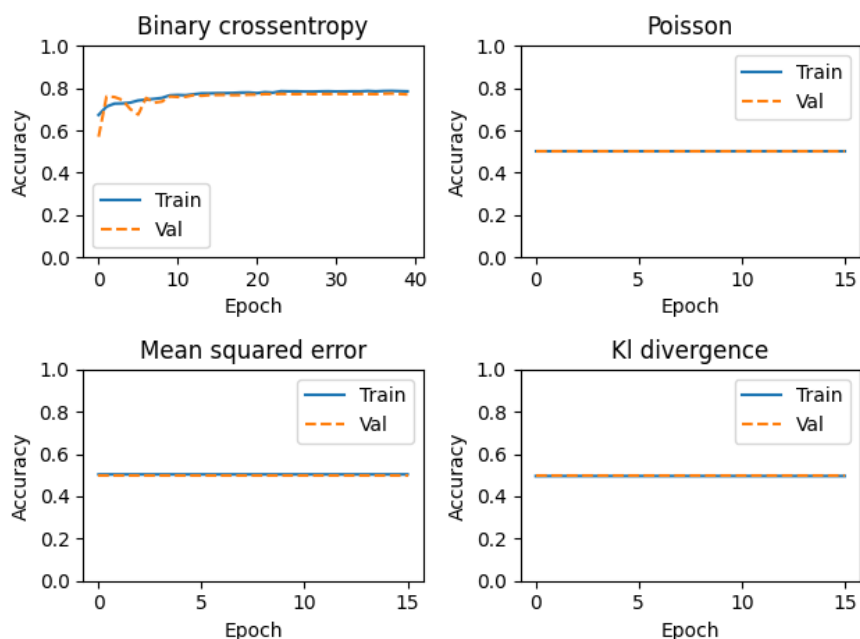 Binary crossentropy
1.0
0.8
0.6
0.4
0.2
0.0
Accuracy
Train
Val
0 10 20 30 40
Epoch
Poisson
1.0
0.8
0.6
0.4
0.2
0.0
Accuracy
Train
Val
0 5 10 15
Epoch
Mean squared error
1.0
0.8
0.6
0.4
0.2
0.0
Accuracy
Train
Val
0 5 10 15
Epoch
Kl divergence
1.0
0.8
0.6
0.4
0.2
0.0
Accuracy
Train
Val
0 5 10 15
Epoch